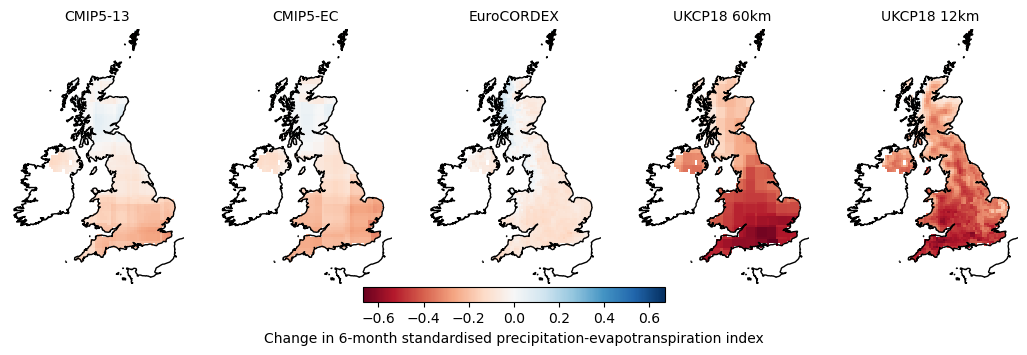 CMIP5-13 CMIP5-EC EuroCORDEX UKCP18 60km UKCP18 12km
−0.6 −0.4 −0.2 0.0 0.2 0.4 0.6
Change in 6-month standardised precipitation-evapotranspiration index